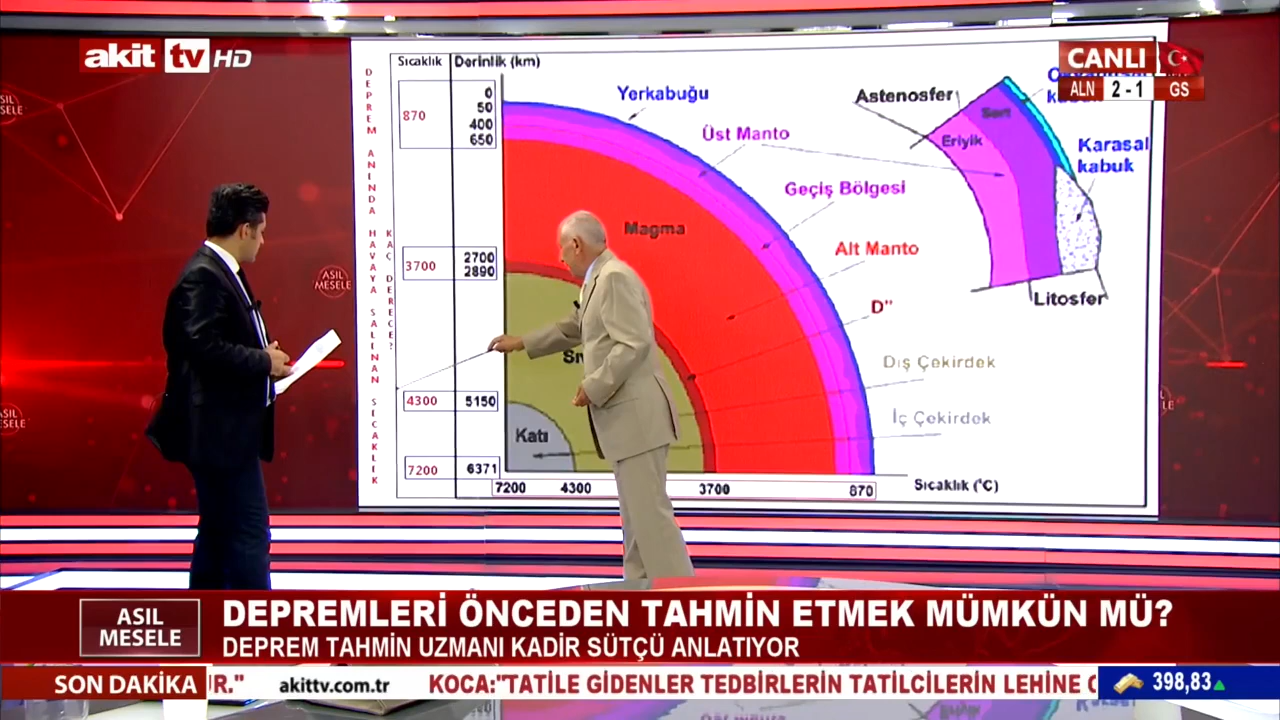 akit tv HD
CANLI
ALN 2 - 1 GS
Sıcaklık Derinlik (km)
DEPREM ANINDA HAVAYA SALINAN SICAKLIK
KAÇ DERECE?
870
0
50
400
650
3700
2700
2890
4300 5150
7200 6371
Yerkabuğu
Üst Manto
Geçiş Bölgesi
Magma
Alt Manto
D"
Dış Çekirdek
İç Çekirdek
Katı
7200 4300 3700 870 Sıcaklık (°C)
Astenosfer
Sert
Eriyik
Karasal
kabuk
Litosfer
ASIL
MESELE
ASIL
MESELE
DEPREMLERİ ÖNCEDEN TAHMİN ETMEK MÜMKÜN MÜ?
DEPREM TAHMİN UZMANI KADİR SÜTÇÜ ANLATIYOR
SON DAKİKA
R."
akittv.com.tr
KOCA:"TATİLE GİDENLER TEDBİRLERİN TATİLCİLERİN LEHİNE
398,83